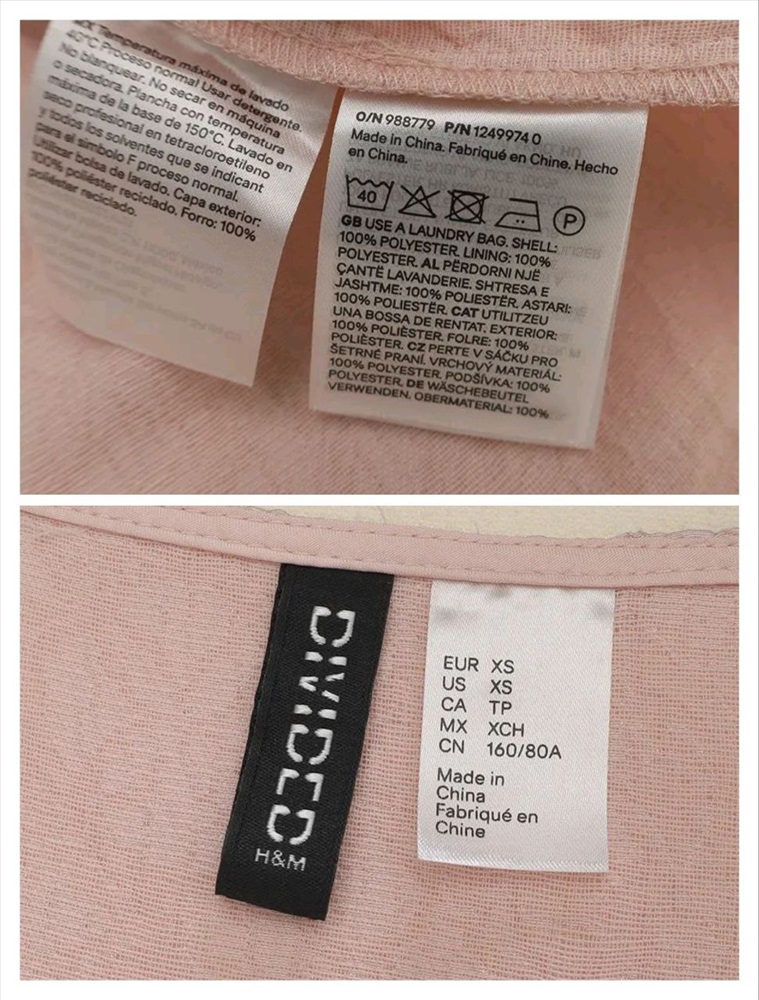 MX Temperatura máxima de lavado
40°C Proceso normal Usar detergente.
No blanquear. No secar en máquina
o secadora. Plancha con temperatura
máxima de la base de 150°C. Lavado en
seco profesional en tetracloroetileno
y todos los solventes que se indican
para el símbolo F proceso normal.
Utilizar bolsa de lavado. Capa exterior:
100% poliéster reciclado. Forro: 100%
poliéster reciclado.
O/N 988779 P/N 1249974 0
Made in China. Fabriqué en Chine. Hecho
en China.
40 P
GB USE A LAUNDRY BAG. SHELL:
100% POLYESTER. LINING: 100%
POLYESTER. AL PËRDORNI NJË
ÇANTË LAVANDERIE. SHTRESA E
JASHTME: 100% POLIESTËR. ASTARI:
100% POLIESTËR. CAT UTILITZEU
UNA BOSSA DE RENTAT. EXTERIOR:
100% POLIÈSTER. FOLRE: 100%
POLIÈSTER. CZ PERTE V SÁČKU PRO
ŠETRNÉ PRANÍ. VRCHOVÝ MATERIÁL:
100% POLYESTER. PODŠÍVKA: 100%
POLYESTER. DE WÄSCHEBEUTEL
VERWENDEN. OBERMATERIAL: 100%
DIVIDED
H&M
EUR XS
US XS
CA TP
MX XCH
CN 160/80A
Made in
China
Fabriqué en
Chine